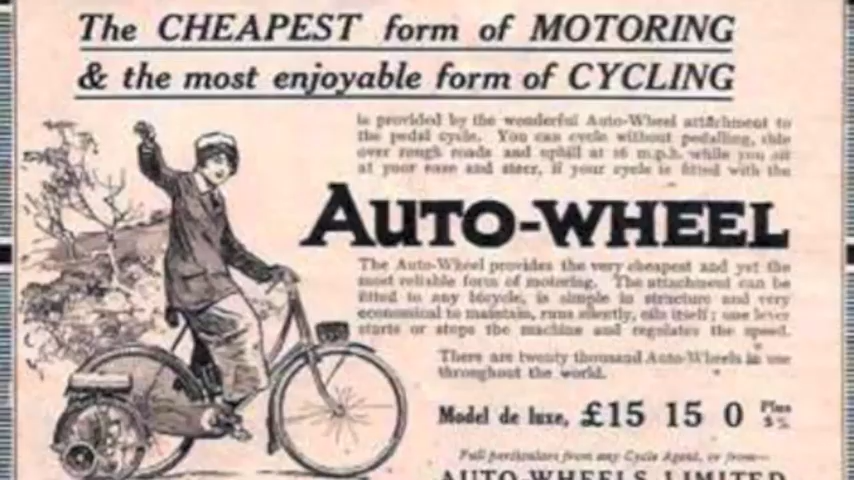 The CHEAPEST form of MOTORING
& the most enjoyable form of CYCLING
is provided by the wonderful Auto-Wheel attachment to
the pedal cycle. You can cycle without pedalling, ride
over rough roads and uphill at 16 m.p.h. while you sit
at your ease and steer, if your cycle is fitted with the
AUTO-WHEEL
The Auto-Wheel provides the very cheapest and yet the
most reliable form of motoring. The attachment can be
fitted to any bicycle, is simple in structure and very
economical to maintain, runs silently, oils itself; one lever
starts or stops the machine and regulates the speed.
There are twenty thousand Auto-Wheels in use
throughout the world.
Model de luxe, £15 15 0 Plus 5%
Full particulars from any Cycle Agent, or from—
AUTO-WHEELS LIMITED